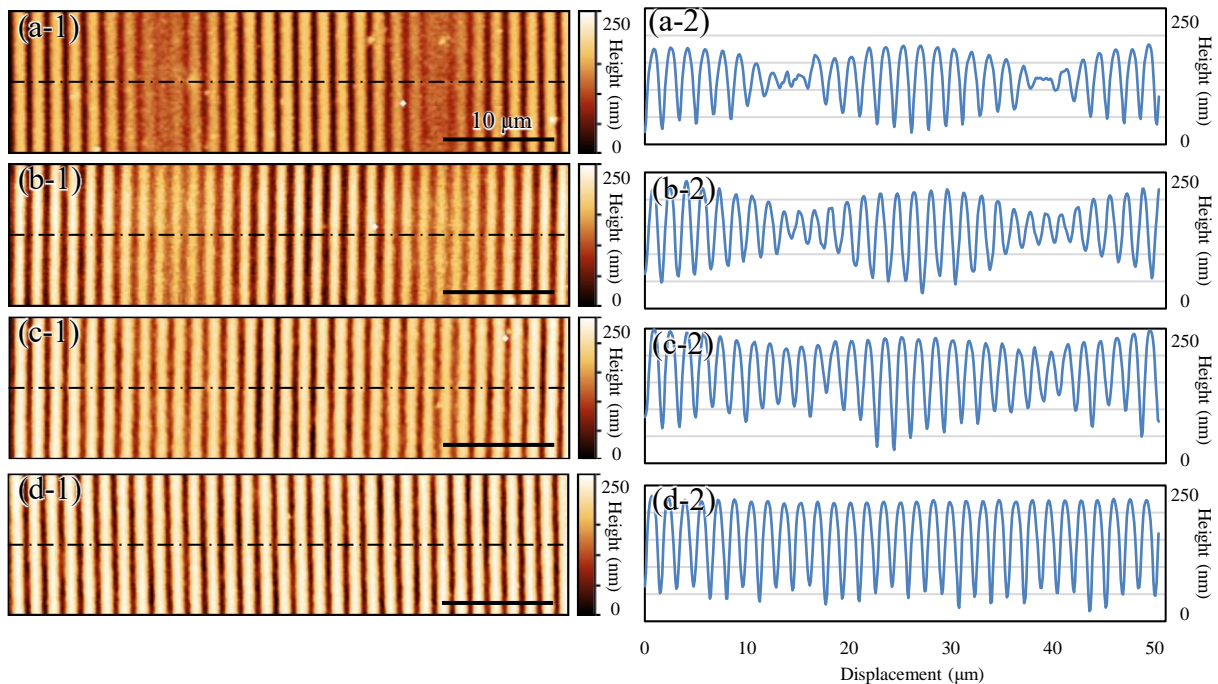 (a-1)
10 μm
250
Height (nm)
0
(a-2)
250
Height (nm)
0
(b-1)
250
Height (nm)
0
(b-2)
250
Height (nm)
0
(c-1)
250
Height (nm)
0
(c-2)
250
Height (nm)
0
(d-1)
250
Height (nm)
0
(d-2)
250
Height (nm)
0
0 10 20 30 40 50
Displacement (μm)